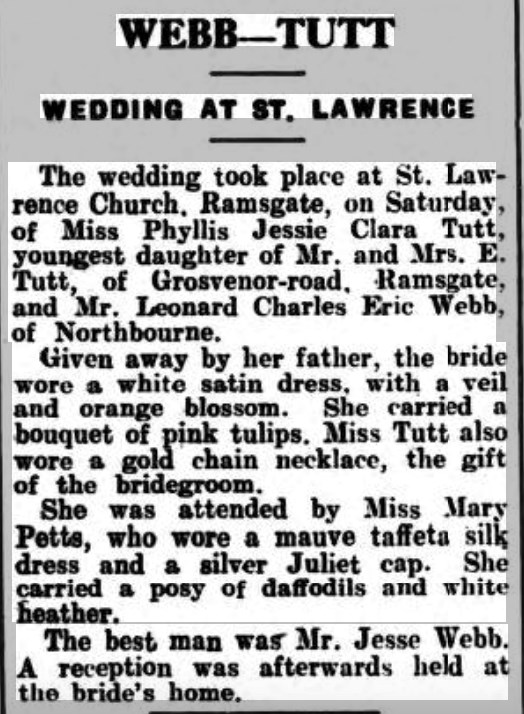 WEBB—TUTT
WEDDING AT ST. LAWRENCE
The wedding took place at St. Law-
rence Church, Ramsgate, on Saturday,
of Miss Phyllis Jessie Clara Tutt,
youngest daughter of Mr. and Mrs. E.
Tutt, of Grosvenor-road, Ramsgate,
and Mr. Leonard Charles Eric Webb,
of Northbourne.
Given away by her father, the bride
wore a white satin dress, with a veil
and orange blossom. She carried a
bouquet of pink tulips. Miss Tutt also
wore a gold chain necklace, the gift
of the bridegroom.
She was attended by Miss Mary
Petts, who wore a mauve taffeta silk
dress and a silver Juliet cap. She
carried a posy of daffodils and white
heather.
The best man was Mr. Jesse Webb.
A reception was afterwards held at
the bride's home.